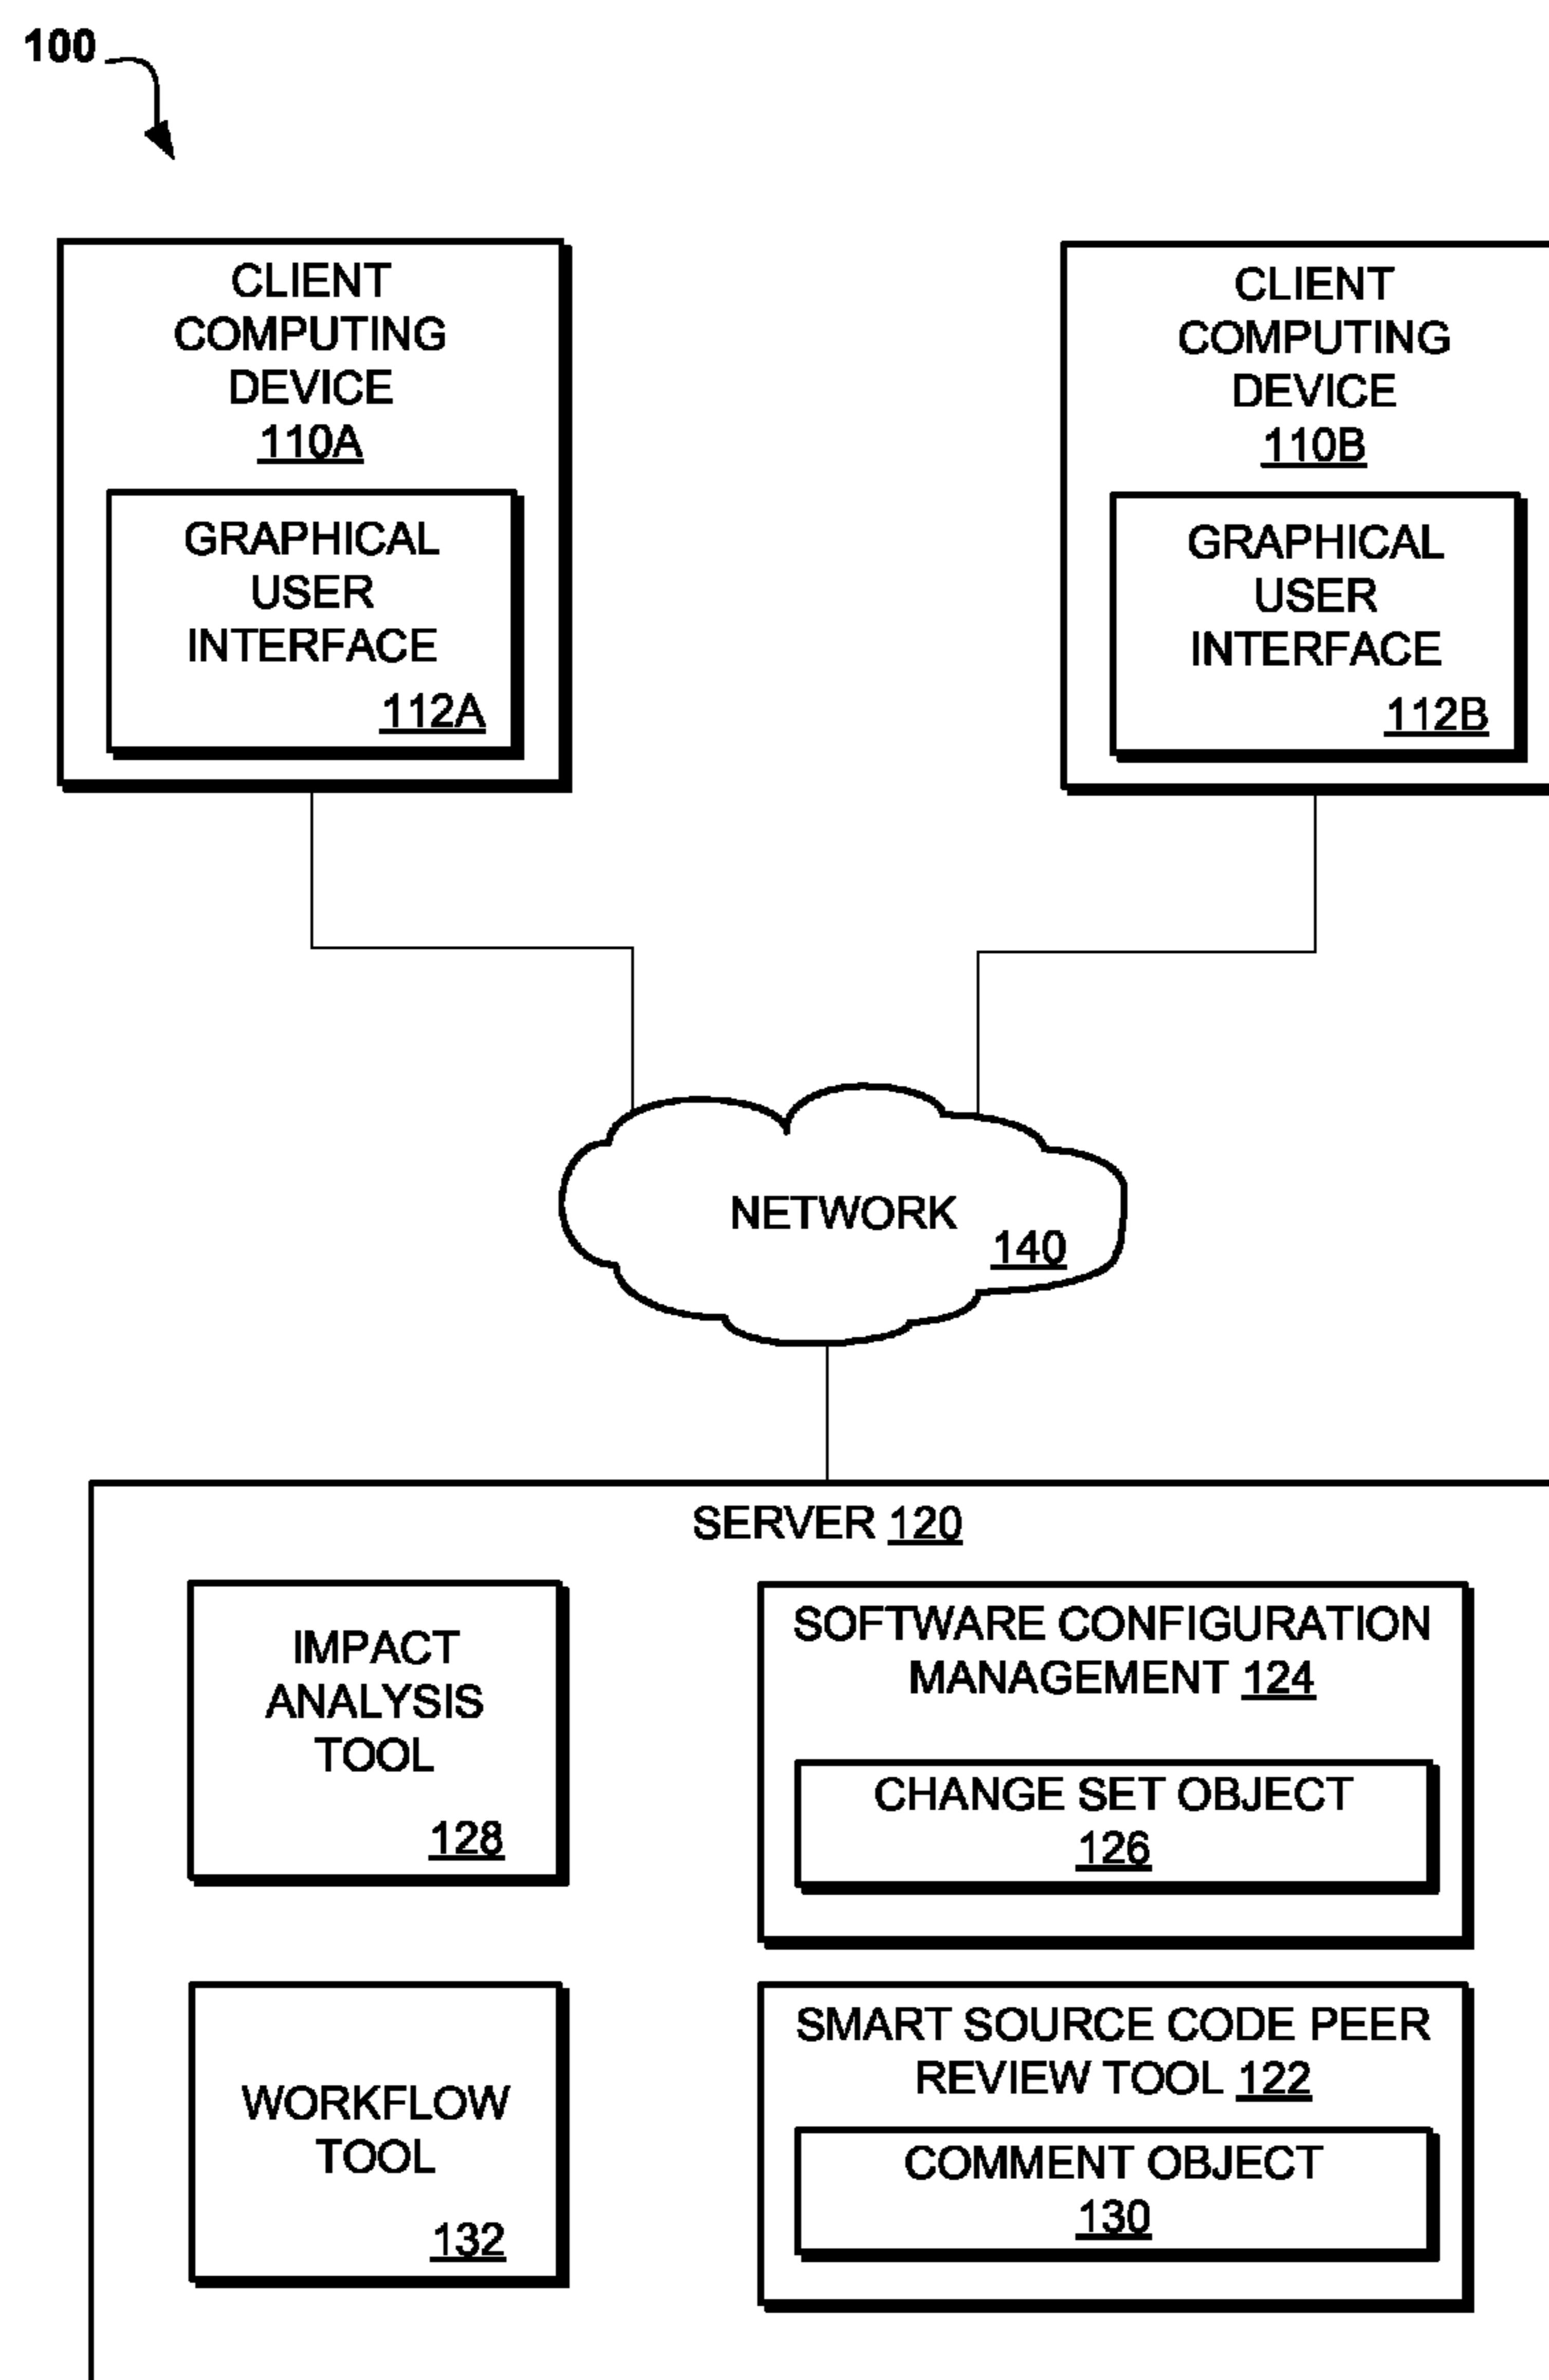 100
CLIENT
COMPUTING
DEVICE
110A
GRAPHICAL
USER
INTERFACE
112A
CLIENT
COMPUTING
DEVICE
110B
GRAPHICAL
USER
INTERFACE
112B
NETWORK
140
SERVER 120
IMPACT
ANALYSIS
TOOL
128
SOFTWARE CONFIGURATION
MANAGEMENT 124
CHANGE SET OBJECT
126
WORKFLOW
TOOL
132
SMART SOURCE CODE PEER
REVIEW TOOL 122
COMMENT OBJECT
130